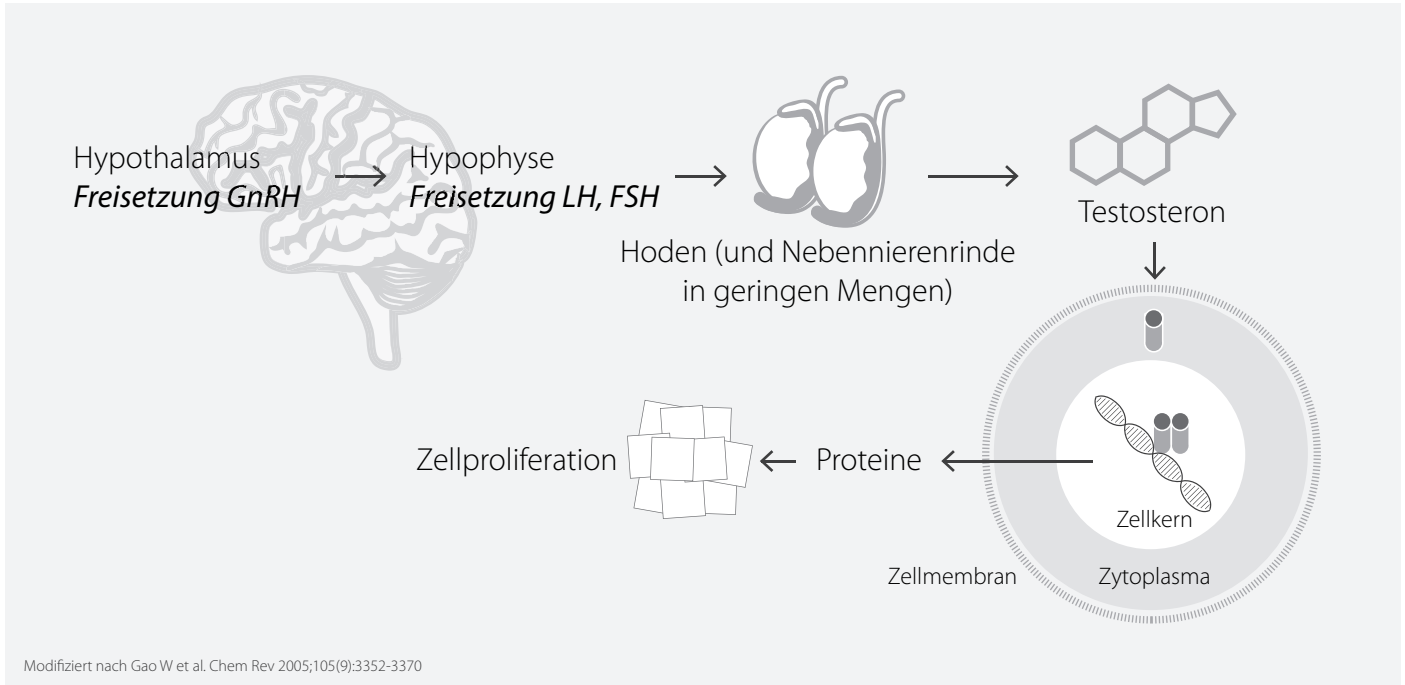 Hypothalamus
Freisetzung GnRH
Hypophyse
Freisetzung LH, FSH
Hoden (und Nebennierenrinde
in geringen Mengen)
Testosteron
Zellproliferation
Proteine
Zellkern
Zellmembran
Zytoplasma
Modifiziert nach Gao W et al. Chem Rev 2005;105(9):3352-3370